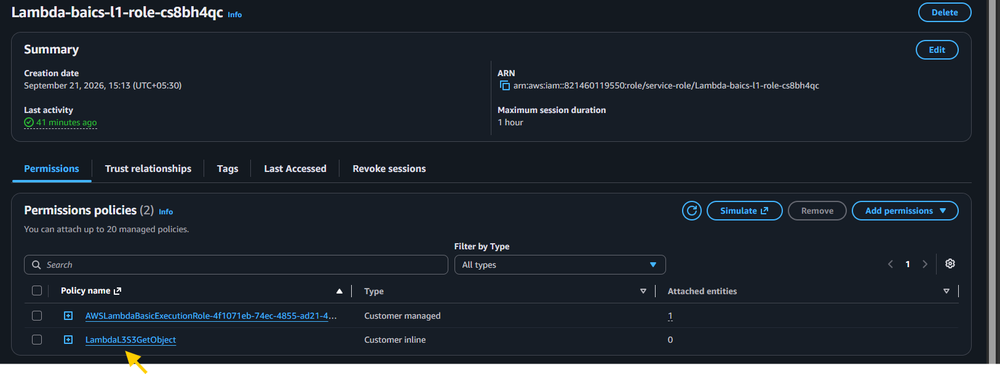 Lambda-baics-l1-role-cs8bh4qc Info
Delete
Summary
Edit
Creation date
September 21, 2026, 15:13 (UTC+05:30)
ARN
arn:aws:iam::821460119550:role/service-role/Lambda-baics-l1-role-cs8bh4qc
Last activity
41 minutes ago
Maximum session duration
1 hour
Permissions Trust relationships Tags Last Accessed Revoke sessions
Permissions policies (2) Info
Simulate Remove Add permissions
You can attach up to 20 managed policies.
Filter by Type
Search
All types
1
Policy name Type Attached entities
AWSLambdaBasicExecutionRole-4f1071eb-74ec-4855-ad21-4... Customer managed 1
LambdaL3S3GetObject Customer inline 0